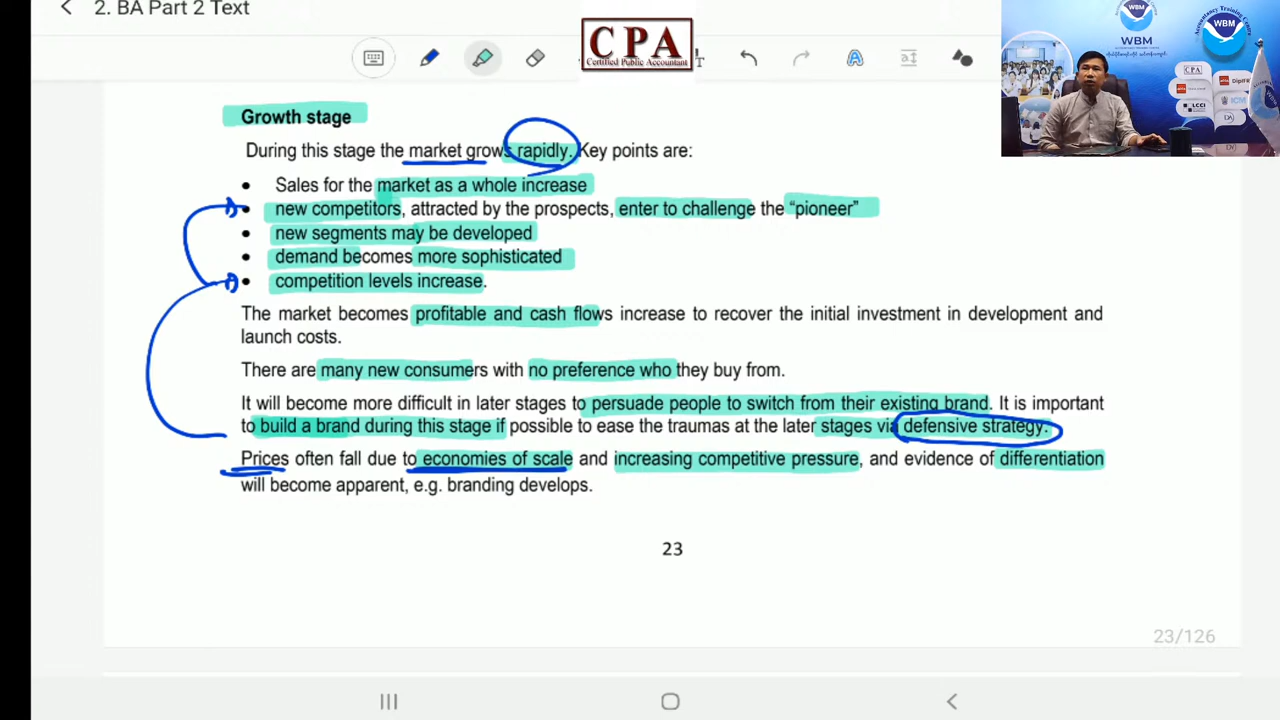 2. BA Part 2 Text
CPA
Certified Public Accountant
WBM
WBM
CPA
LCCI
ICM
Growth stage
During this stage the market grows rapidly. Key points are:
• Sales for the market as a whole increase
• new competitors, attracted by the prospects, enter to challenge the “pioneer”
• new segments may be developed
• demand becomes more sophisticated
• competition levels increase.
The market becomes profitable and cash flows increase to recover the initial investment in development and
launch costs.
There are many new consumers with no preference who they buy from.
It will become more difficult in later stages to persuade people to switch from their existing brand. It is important
to build a brand during this stage if possible to ease the traumas at the later stages via defensive strategy.
Prices often fall due to economies of scale and increasing competitive pressure, and evidence of differentiation
will become apparent, e.g. branding develops.
23
23/126